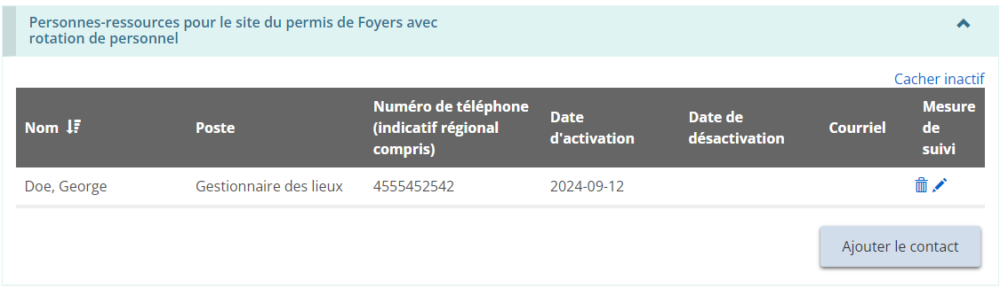 Personnes-ressources pour le site du permis de Foyers avec
rotation de personnel
Cacher inactif
Nom
Poste
Numéro de téléphone
(indicatif régional
compris)
Date
d'activation
Date de
désactivation
Courriel
Mesure
de
suivi
Doe, George
Gestionnaire des lieux
4555452542
2024-09-12
Ajouter le contact